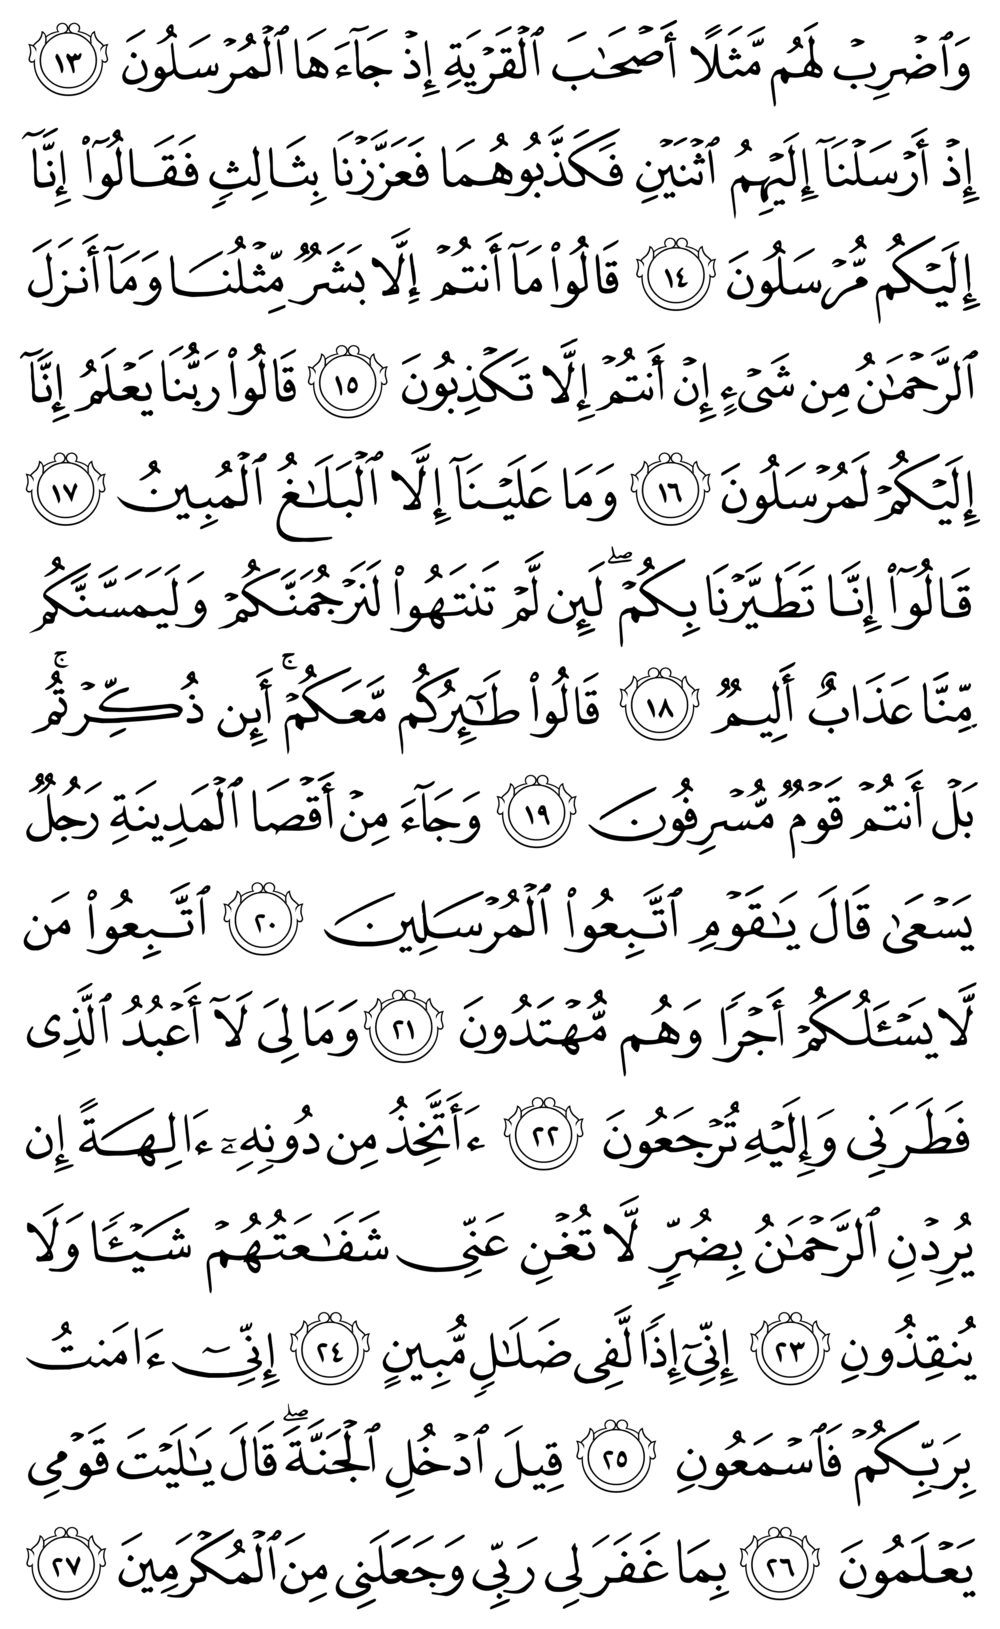 وَٱضۡرِبۡ لَهُم مَّثَلًا أَصۡحَٰبَ ٱلۡقَرۡيَةِ إِذۡ جَآءَهَا ٱلۡمُرۡسَلُونَ ١٣
إِذۡ أَرۡسَلۡنَآ إِلَيۡهِمُ ٱثۡنَيۡنِ فَكَذَّبُوهُمَا فَعَزَّزۡنَا بِثَالِثٖ فَقَالُوٓاْ إِنَّآ
إِلَيۡكُم مُّرۡسَلُونَ ١٤ قَالُواْ مَآ أَنتُمۡ إِلَّا بَشَرٞ مِّثۡلُنَا وَمَآ أَنزَلَ
ٱلرَّحۡمَٰنُ مِن شَيۡءٍ إِنۡ أَنتُمۡ إِلَّا تَكۡذِبُونَ ١٥ قَالُواْ رَبُّنَا يَعۡلَمُ إِنَّآ
إِلَيۡكُمۡ لَمُرۡسَلُونَ ١٦ وَمَا عَلَيۡنَآ إِلَّا ٱلۡبَلَٰغُ ٱلۡمُبِينُ ١٧
قَالُوٓاْ إِنَّا تَطَيَّرۡنَا بِكُمۡۖ لَئِن لَّمۡ تَنتَهُواْ لَنَرۡجُمَنَّكُمۡ وَلَيَمَسَّنَّكُم
مِّنَّا عَذَابٌ أَلِيمٞ ١٨ قَالُواْ طَٰٓئِرُكُم مَّعَكُمۡۚ أَئِن ذُكِّرۡتُمۚ
بَلۡ أَنتُمۡ قَوۡمٞ مُّسۡرِفُونَ ١٩ وَجَآءَ مِنۡ أَقۡصَا ٱلۡمَدِينَةِ رَجُلٞ
يَسۡعَىٰ قَالَ يَٰقَوۡمِ ٱتَّبِعُواْ ٱلۡمُرۡسَلِينَ ٢٠ ٱتَّبِعُواْ مَن
لَّا يَسۡـَٔلُكُمۡ أَجۡرٗا وَهُم مُّهۡتَدُونَ ٢١ وَمَا لِيَ لَآ أَعۡبُدُ ٱلَّذِي
فَطَرَنِي وَإِلَيۡهِ تُرۡجَعُونَ ٢٢ ءَأَتَّخِذُ مِن دُونِهِۦٓ ءَالِهَةً إِن
يُرِدۡنِ ٱلرَّحۡمَٰنُ بِضُرّٖ لَّا تُغۡنِ عَنِّي شَفَٰعَتُهُمۡ شَيۡـٔٗا وَلَا
يُنقِذُونِ ٢٣ إِنِّيٓ إِذٗا لَّفِي ضَلَٰلٖ مُّبِينٍ ٢٤ إِنِّيٓ ءَامَنتُ
بِرَبِّكُمۡ فَٱسۡمَعُونِ ٢٥ قِيلَ ٱدۡخُلِ ٱلۡجَنَّةَۖ قَالَ يَٰلَيۡتَ قَوۡمِي
يَعۡلَمُونَ ٢٦ بِمَا غَفَرَ لِي رَبِّي وَجَعَلَنِي مِنَ ٱلۡمُكۡرَمِينَ ٢٧